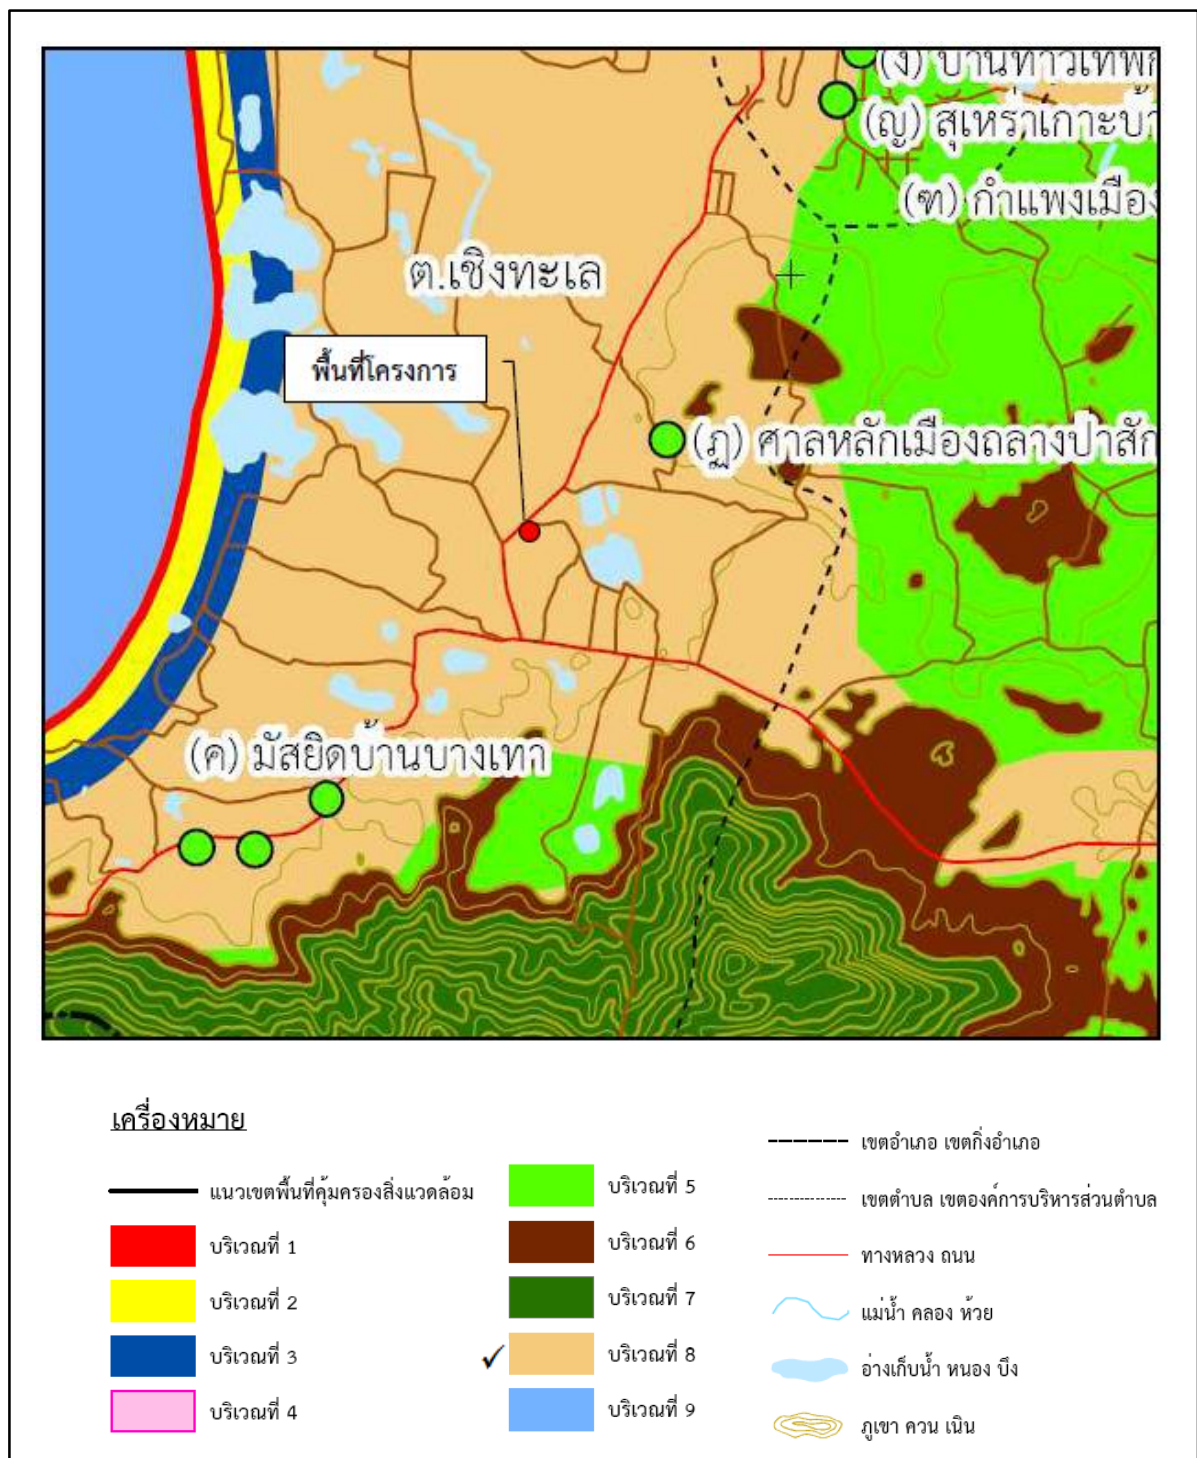 (ง) บ้านท้าวเทพก
(ญ) สุเหร่าเกาะบ้า
(ฑ) กำแพงเมือง
ต.เชิงทะเล
พื้นที่โครงการ
(ฏ) ศาลหลักเมืองถลางป่าสัก
(ค) มัสยิดบ้านบางเทา
เครื่องหมาย
แนวเขตพื้นที่คุ้มครองสิ่งแวดล้อม
บริเวณที่ 1
บริเวณที่ 2
บริเวณที่ 3
บริเวณที่ 4
บริเวณที่ 5
บริเวณที่ 6
บริเวณที่ 7
บริเวณที่ 8
บริเวณที่ 9
เขตอำเภอ เขตกิ่งอำเภอ
เขตตำบล เขตองค์การบริหารส่วนตำบล
ทางหลวง ถนน
แม่น้ำ คลอง ห้วย
อ่างเก็บน้ำ หนอง บึง
ภูเขา ควน เนิน